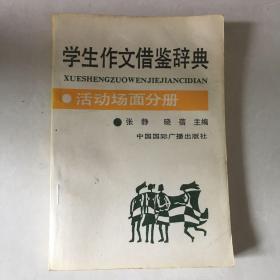 学生作文借鉴辞典
XUESHENGZUOWENJIEJIANCIDIAN
活动场面分册
张静 晓蓓 主编
中国国际广播出版社